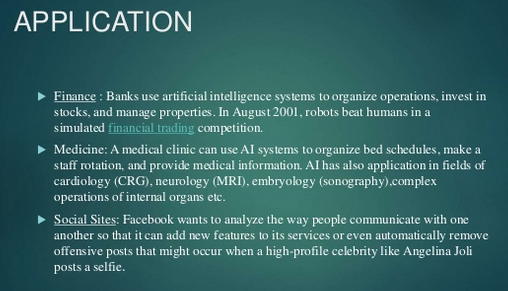 APPLICATION
Finance : Banks use artificial intelligence systems to organize operations, invest in
stocks, and manage properties. In August 2001, robots beat humans in a
simulated financial trading competition.
Medicine: A medical clinic can use AI systems to organize bed schedules, make a
staff rotation, and provide medical information. AI has also application in fields of
cardiology (CRG), neurology (MRI), embryology (sonography),complex
operations of internal organs etc.
Social Sites: Facebook wants to analyze the way people communicate with one
another so that it can add new features to its services or even automatically remove
offensive posts that might occur when a high-profile celebrity like Angelina Joli
posts a selfie.